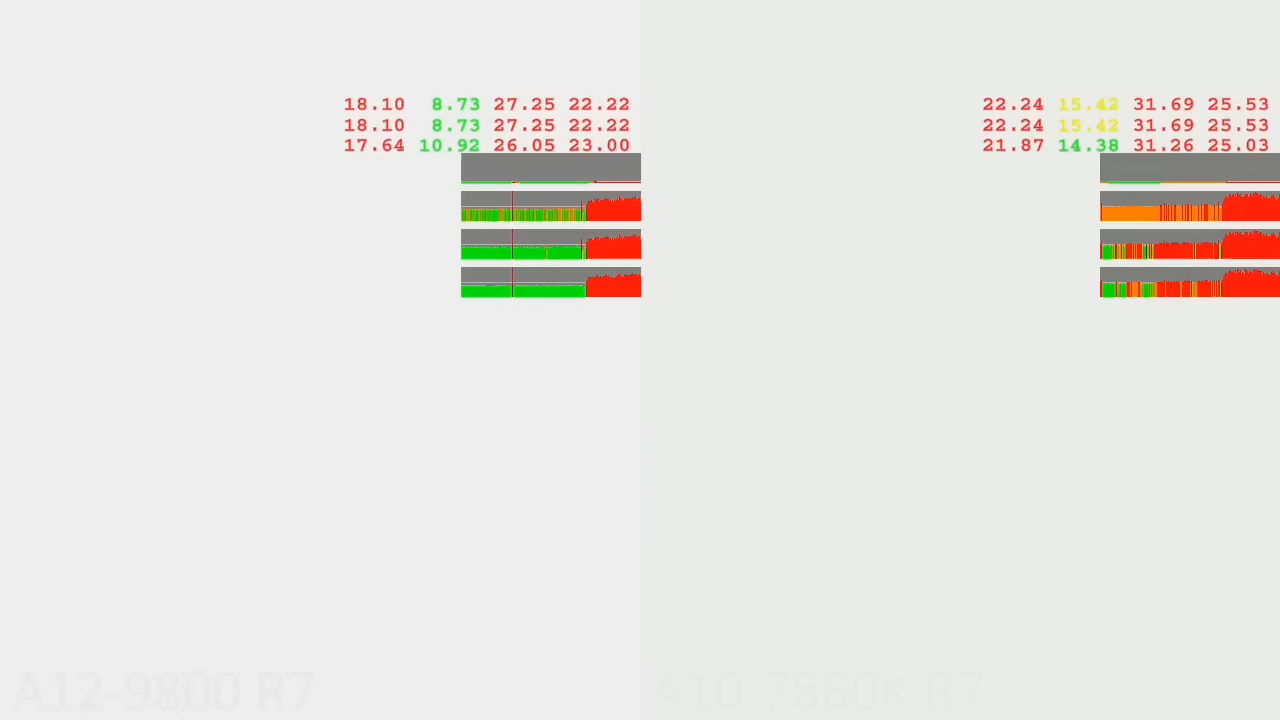 18.10 8.73 27.25 22.22
18.10 8.73 27.25 22.22
17.64 10.92 26.05 23.00
22.24 15.42 31.69 25.53
22.24 15.42 31.69 25.53
21.87 14.38 31.26 25.03
A12-9800 R7
A10-7860K R7